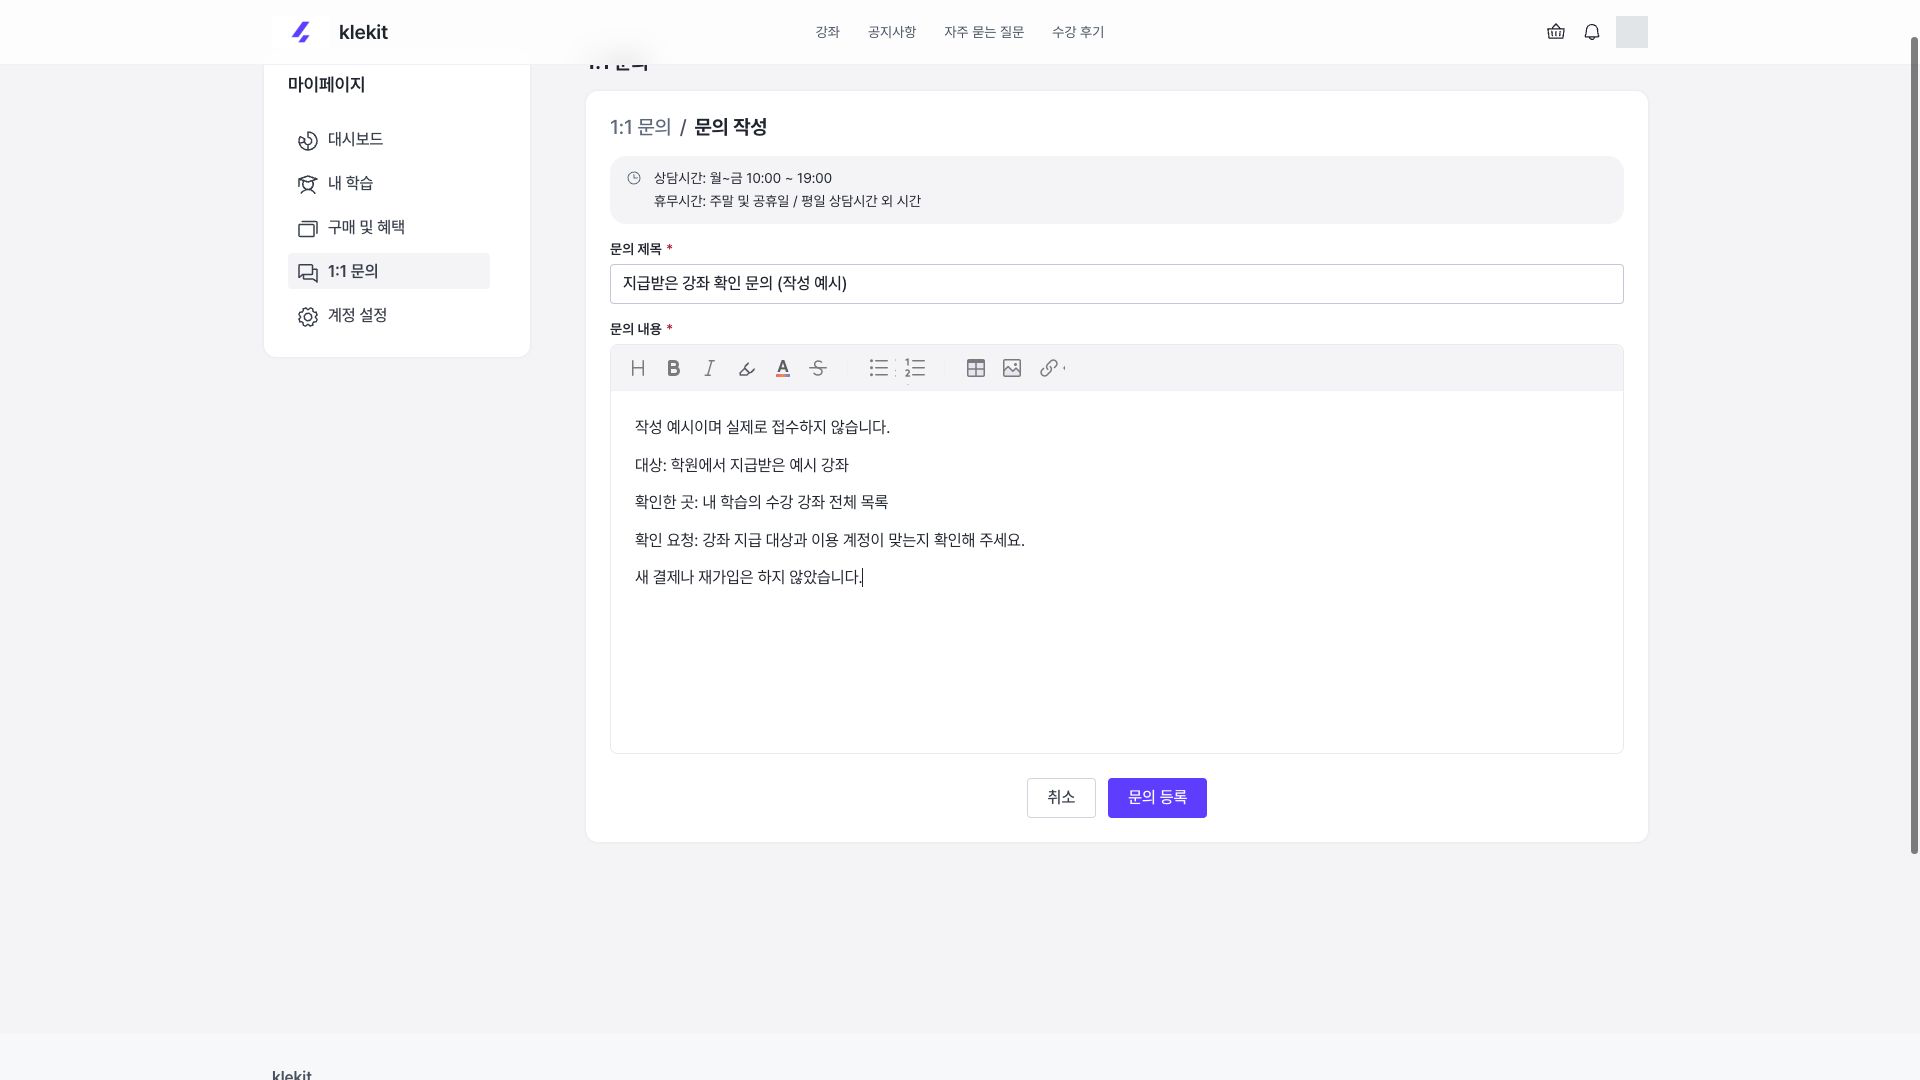 klekit
강좌
공지사항
자주 묻는 질문
수강 후기
마이페이지
대시보드
내 학습
구매 및 혜택
1:1 문의
계정 설정
1:1 문의
1:1 문의 / 문의 작성
상담시간: 월~금 10:00 ~ 19:00
휴무시간: 주말 및 공휴일 / 평일 상담시간 외 시간
문의 제목 *
지급받은 강좌 확인 문의 (작성 예시)
문의 내용 *
작성 예시이며 실제로 접수하지 않습니다.
대상: 학원에서 지급받은 예시 강좌
확인한 곳: 내 학습의 수강 강좌 전체 목록
확인 요청: 강좌 지급 대상과 이용 계정이 맞는지 확인해 주세요.
새 결제나 재가입은 하지 않았습니다.
취소
문의 등록
klekit